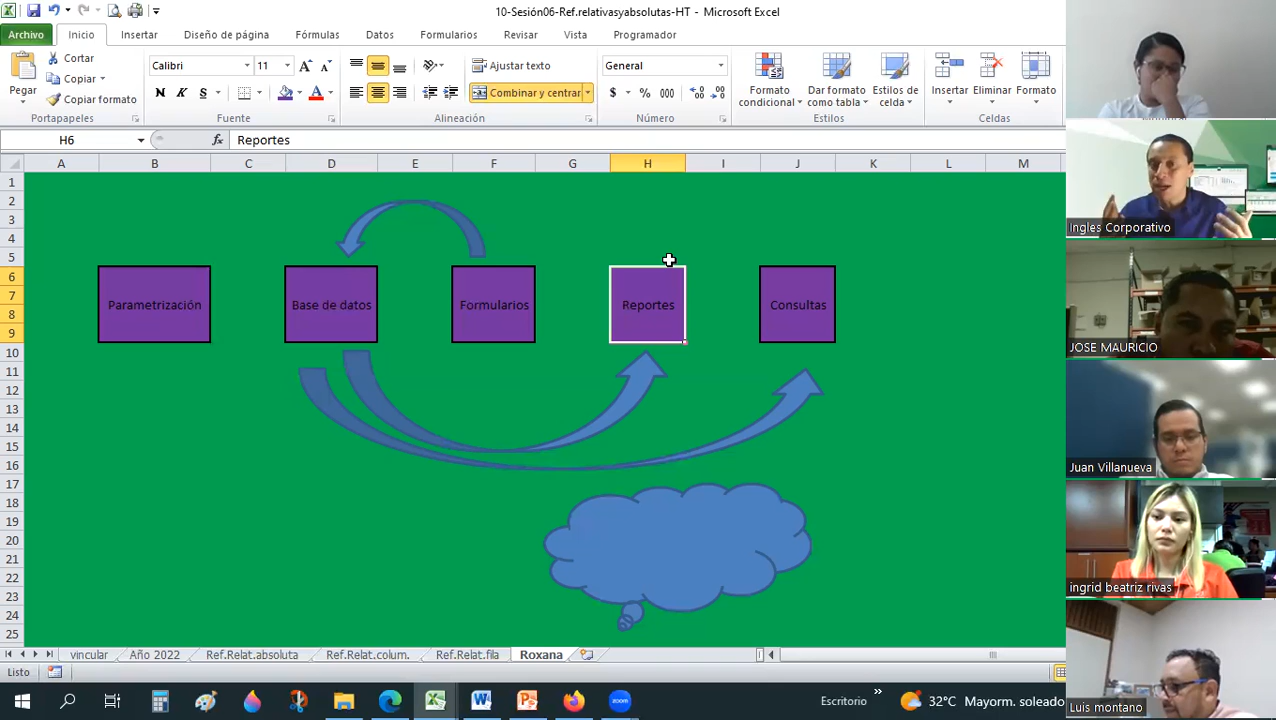 10-Sesión06-Ref.relativasyabsolutas-HT - Microsoft Excel
Archivo Inicio Insertar Diseño de página Fórmulas Datos Formularios Revisar Vista Programador
Pegar
Cortar
Copiar
Copiar formato
Portapapeles
Calibri 11
N K S
Fuente
Ajustar texto
Combinar y centrar
Alineación
General
$ % 000
Número
Formato condicional
Dar formato como tabla
Estilos de celda
Estilos
Insertar
Eliminar
Formato
Celdas
H6 fx Reportes
A B C D E F G H I J K L M
1
2
3
4
5
6
7
8
9
10
11
12
13
14
15
16
17
18
19
20
21
22
23
24
25
Parametrización Base de datos Formularios Reportes Consultas
vincular Año 2022 Ref.Relat.absoluta Ref.Relat.colum. Ref.Relat.fila Roxana
Listo
Escritorio
32°C Mayorm. soleado
zoom
Ingles Corporativo
JOSE MAURICIO
Juan Villanueva
ingrid beatriz rivas
Luis montano